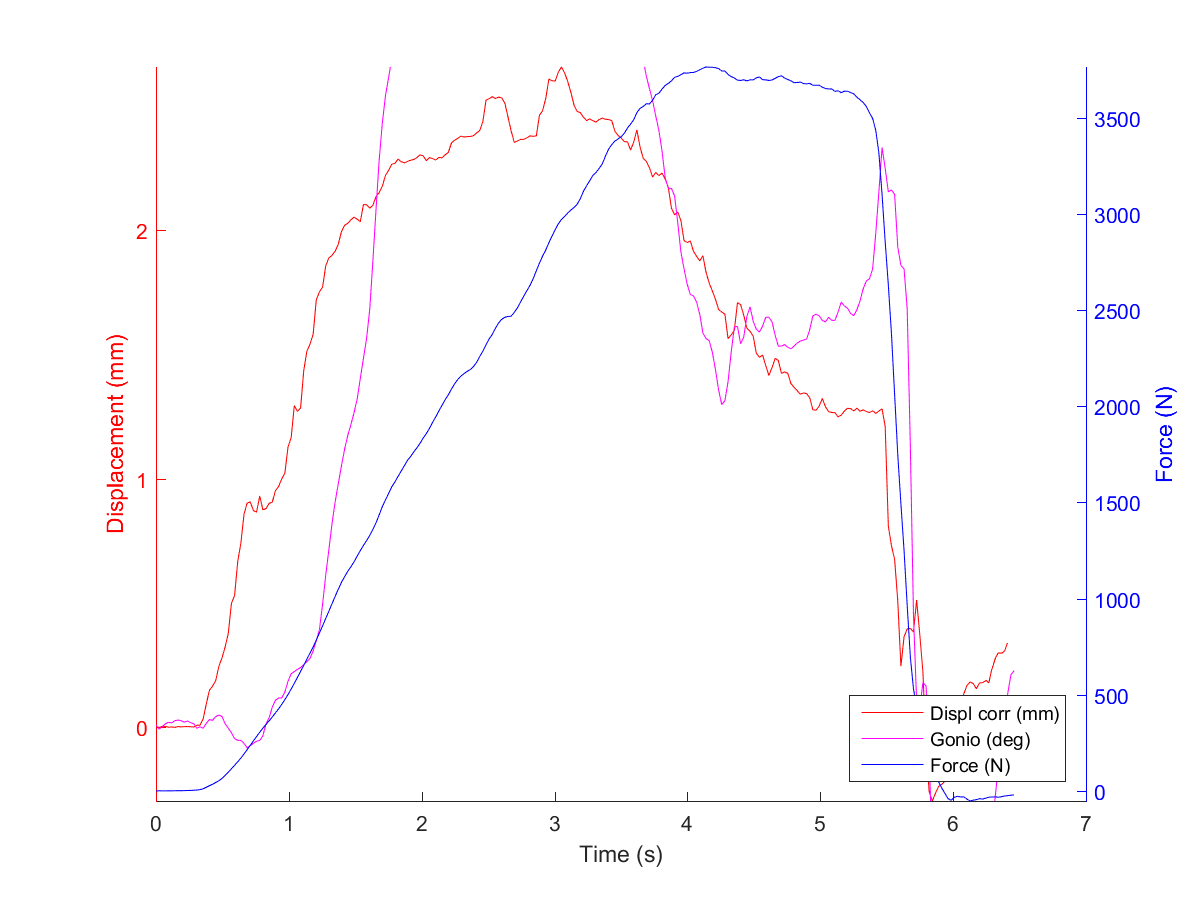 Displacement (mm)
2
1
0
Force (N)
3500
3000
2500
2000
1500
1000
500
0
Displ corr (mm)
Gonio (deg)
Force (N)
0 1 2 3 4 5 6 7
Time (s)